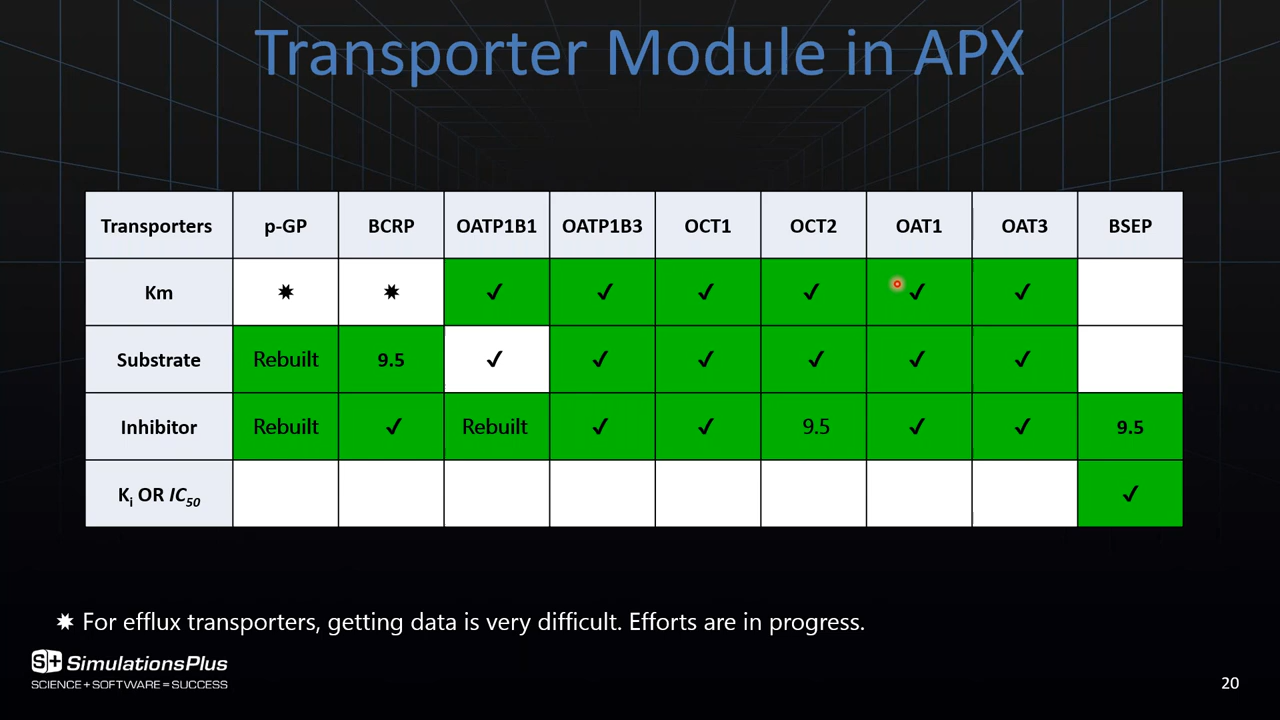 Transporter Module in APX
Transporters p-GP BCRP OATP1B1 OATP1B3 OCT1 OCT2 OAT1 OAT3 BSEP
Km ✸ ✸ ✓ ✓ ✓ ✓ ✓ ✓
Substrate Rebuilt 9.5 ✓ ✓ ✓ ✓ ✓ ✓
Inhibitor Rebuilt ✓ Rebuilt ✓ ✓ 9.5 ✓ ✓ 9.5
Ki OR IC50 ✓
✸ For efflux transporters, getting data is very difficult. Efforts are in progress.
S+ SimulationsPlus
SCIENCE + SOFTWARE = SUCCESS
20